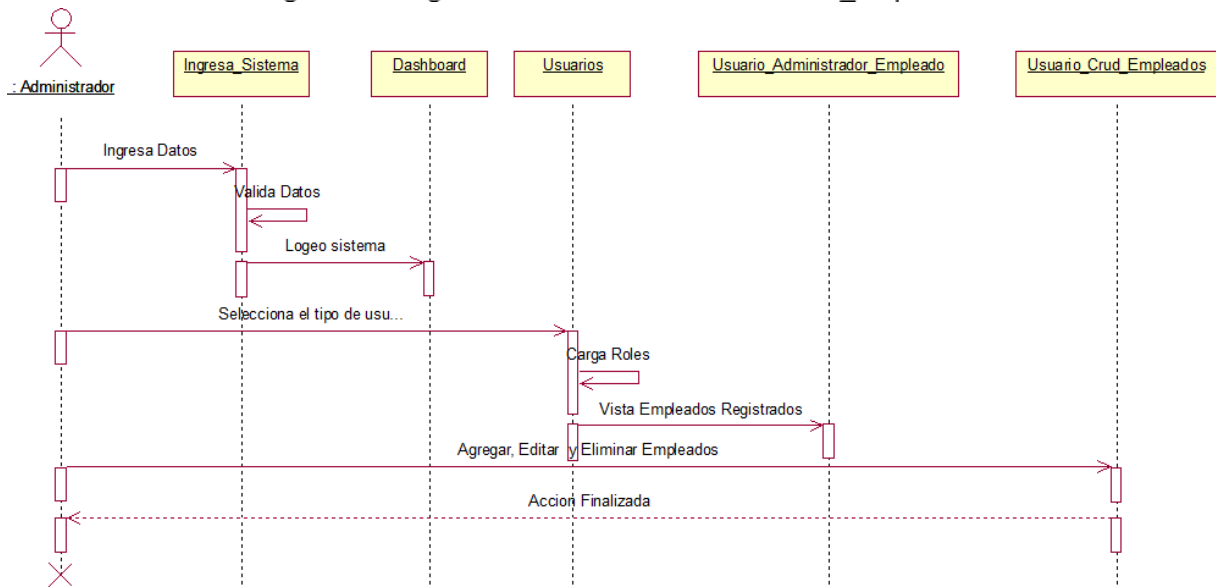 : Administrador
Ingresa_Sistema
Dashboard
Usuarios
Usuario_Administrador_Empleado
Usuario_Crud_Empleados
Ingresa Datos
Valida Datos
Logeo sistema
Selecciona el tipo de usu...
Carga Roles
Vista Empleados Registrados
Agregar, Editar y Eliminar Empleados
Accion Finalizada